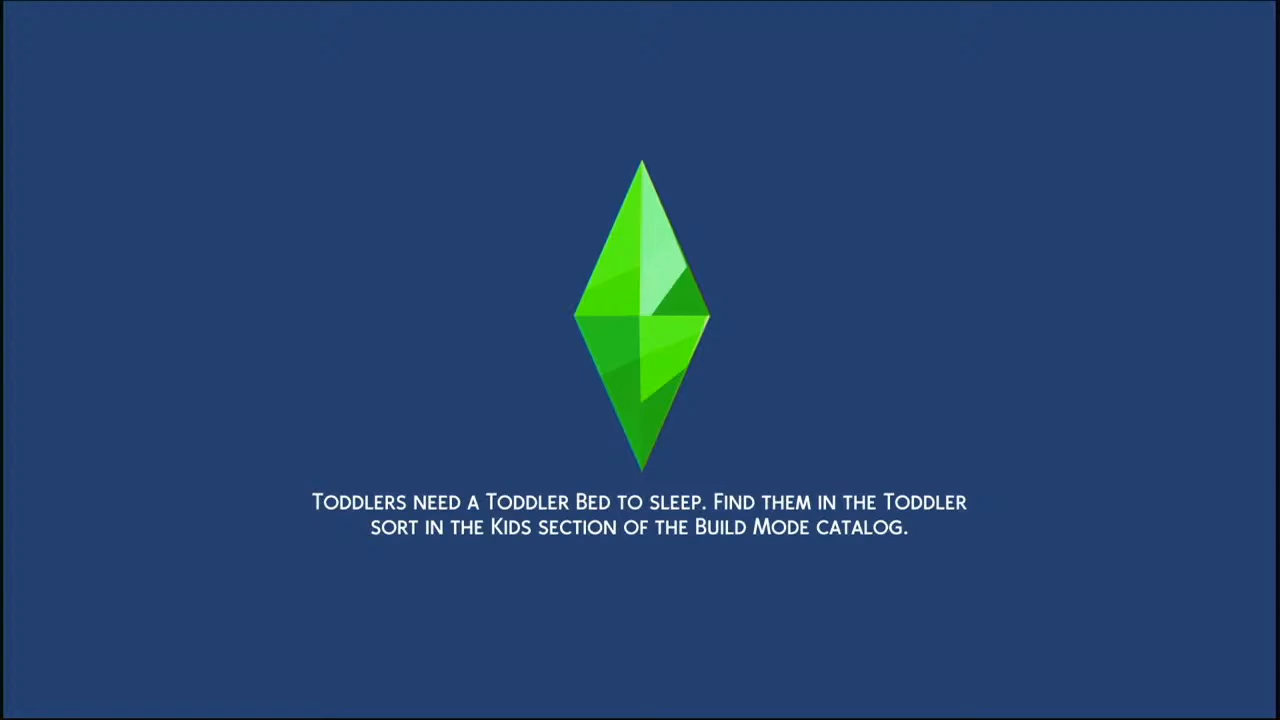 Toddlers need a Toddler Bed to sleep. Find them in the Toddler
sort in the Kids section of the Build Mode catalog.